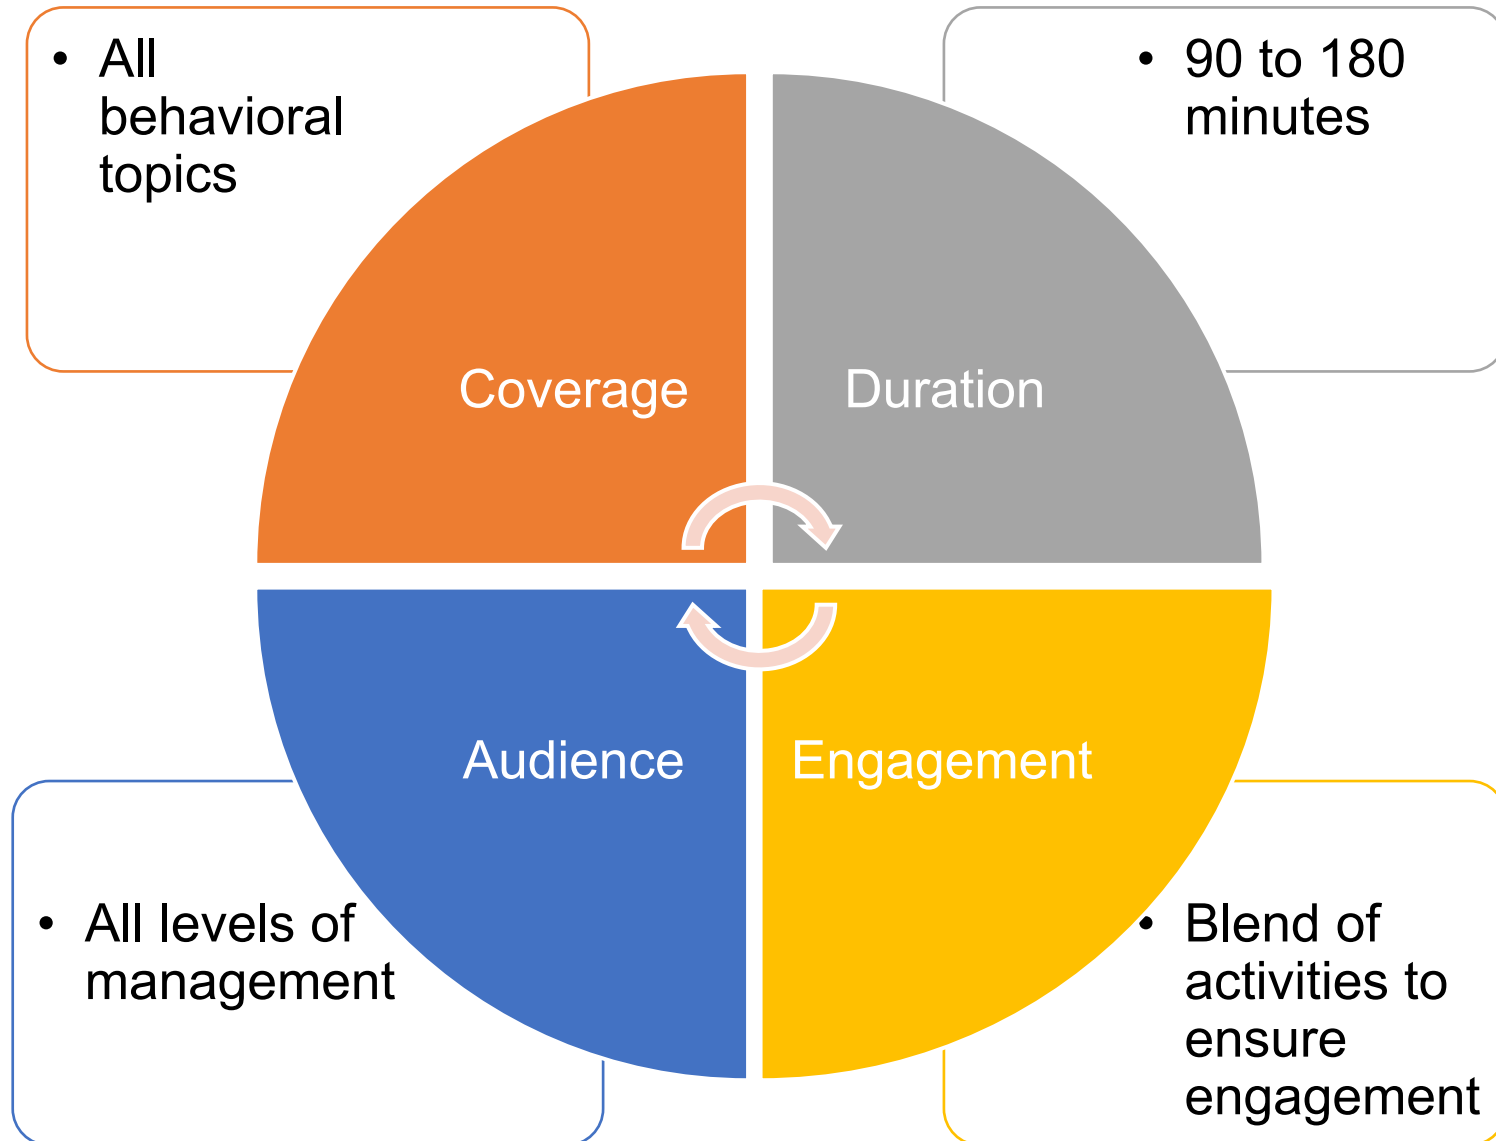 • All
behavioral
topics
• 90 to 180
minutes
Coverage
Duration
Audience
Engagement
• All levels of
management
• Blend of
activities to
ensure
engagement